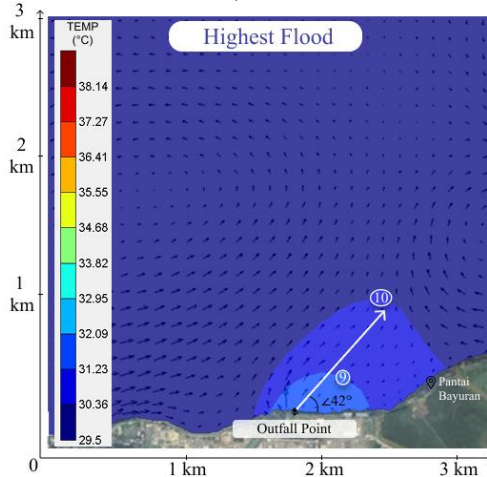 3
km
TEMP
(°C)
Highest Flood
38.14
37.27
36.41
2
km
35.55
34.68
33.82
1
km
32.95
32.09
31.23
30.36
29.5
10
9
∠42°
Pantai
Bayuran
Outfall Point
0
1 km
2 km
3 km